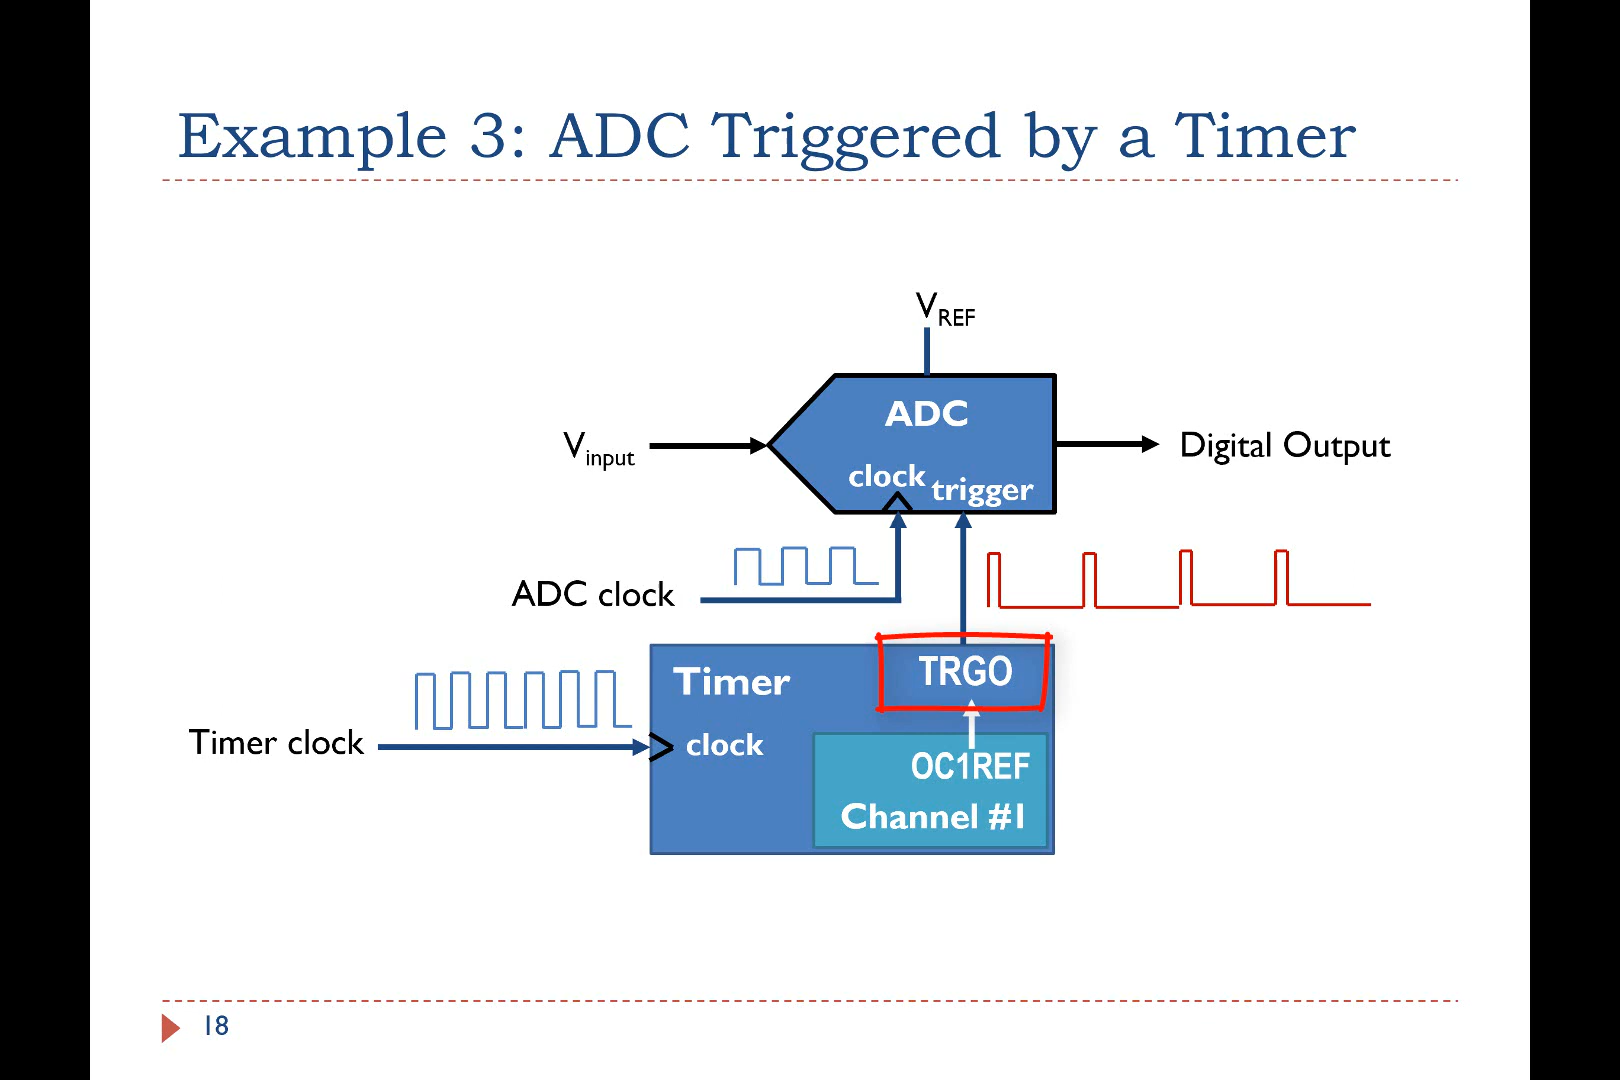 Example 3: ADC Triggered by a Timer
VREF
ADC
Vinput
Digital Output
clock trigger
ADC clock
TRGO
Timer
Timer clock
clock
OC1REF
Channel #1
18